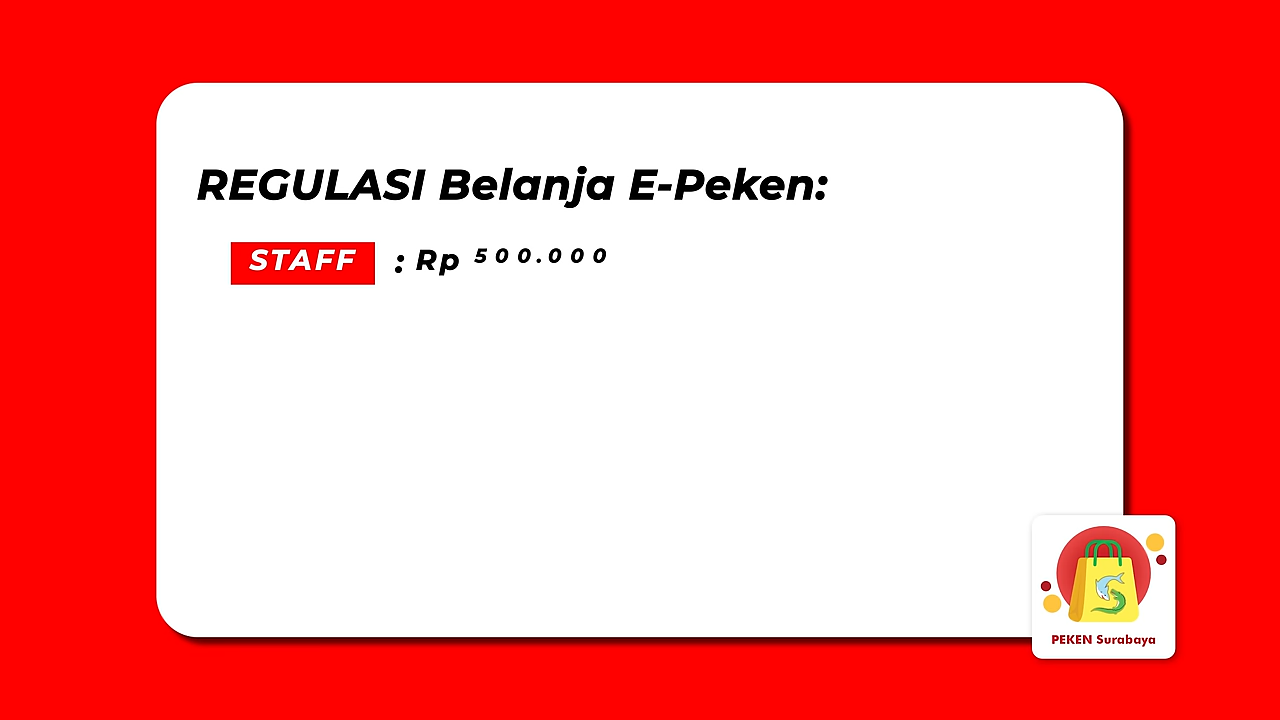 REGULASI Belanja E-Peken:
STAFF : Rp 500.000
PEKEN Surabaya